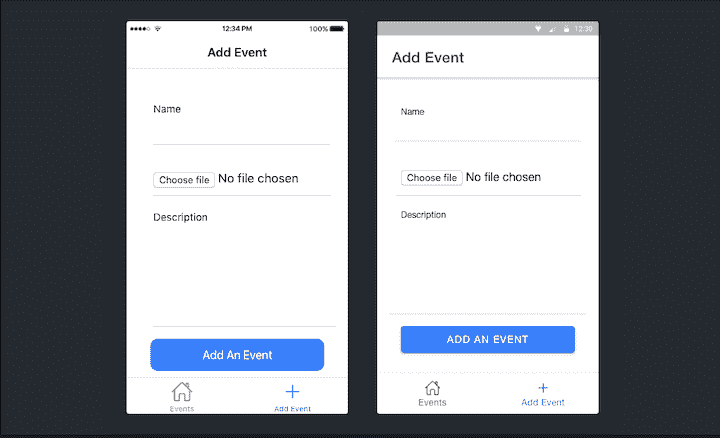 12:34 PM 100%
Add Event
Name
Choose file No file chosen
Description
Add An Event
Events Add Event
12:30
Add Event
Name
Choose file No file chosen
Description
ADD AN EVENT
Events Add Event